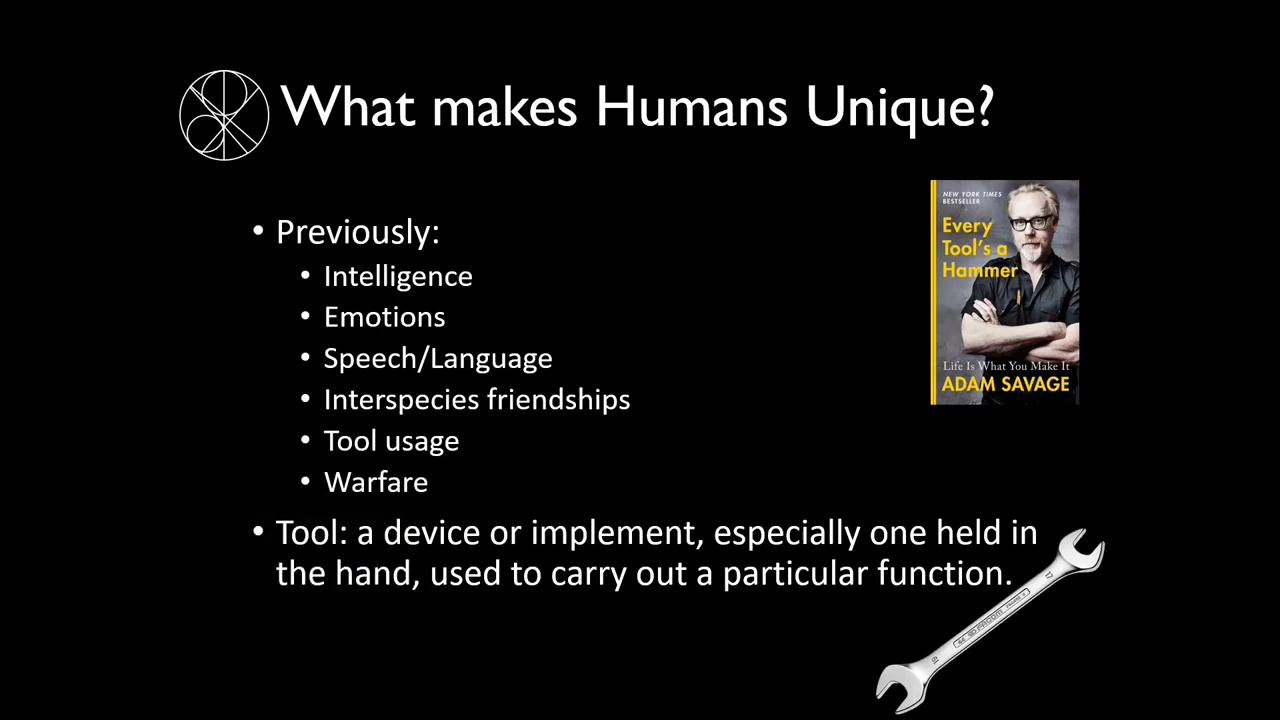 What makes Humans Unique?
• Previously:
• Intelligence
• Emotions
• Speech/Language
• Interspecies friendships
• Tool usage
• Warfare
• Tool: a device or implement, especially one held in
the hand, used to carry out a particular function.
NEW YORK TIMES
BESTSELLER
Every
Tool's a
Hammer
Life Is What You Make It
ADAM SAVAGE
17